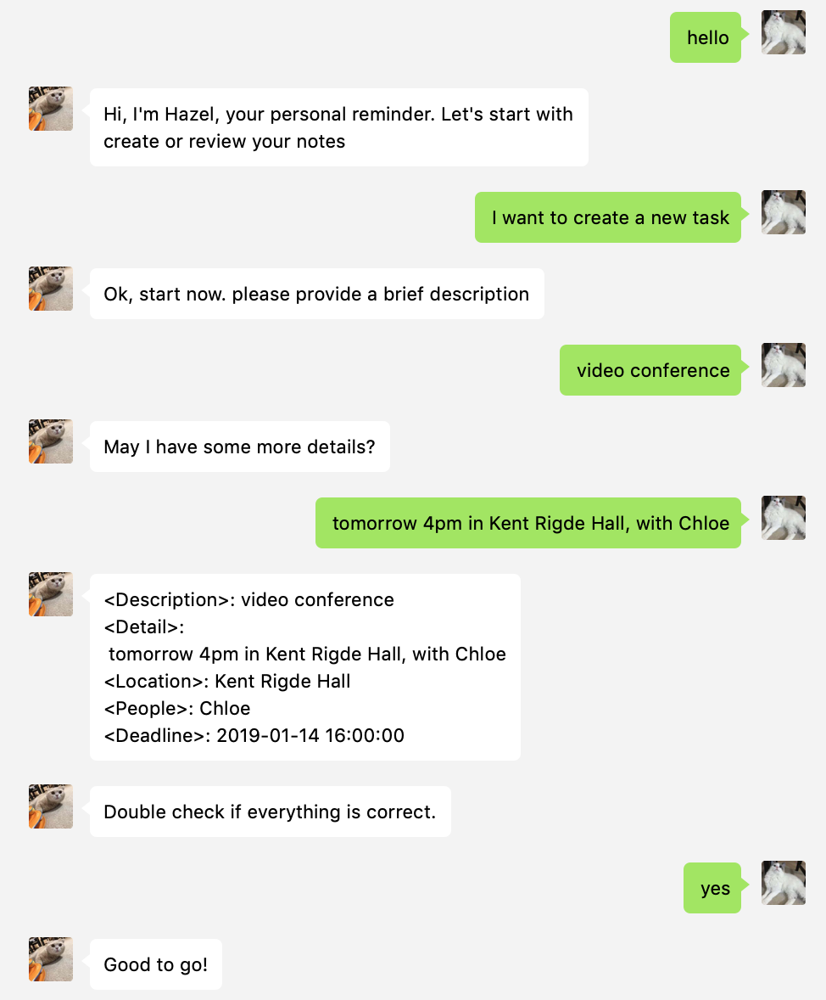 hello
Hi, I'm Hazel, your personal reminder. Let's start with
create or review your notes
I want to create a new task
Ok, start now. please provide a brief description
video conference
May I have some more details?
tomorrow 4pm in Kent Rigde Hall, with Chloe
<Description>: video conference
<Detail>:
tomorrow 4pm in Kent Rigde Hall, with Chloe
<Location>: Kent Rigde Hall
<People>: Chloe
<Deadline>: 2019-01-14 16:00:00
Double check if everything is correct.
yes
Good to go!